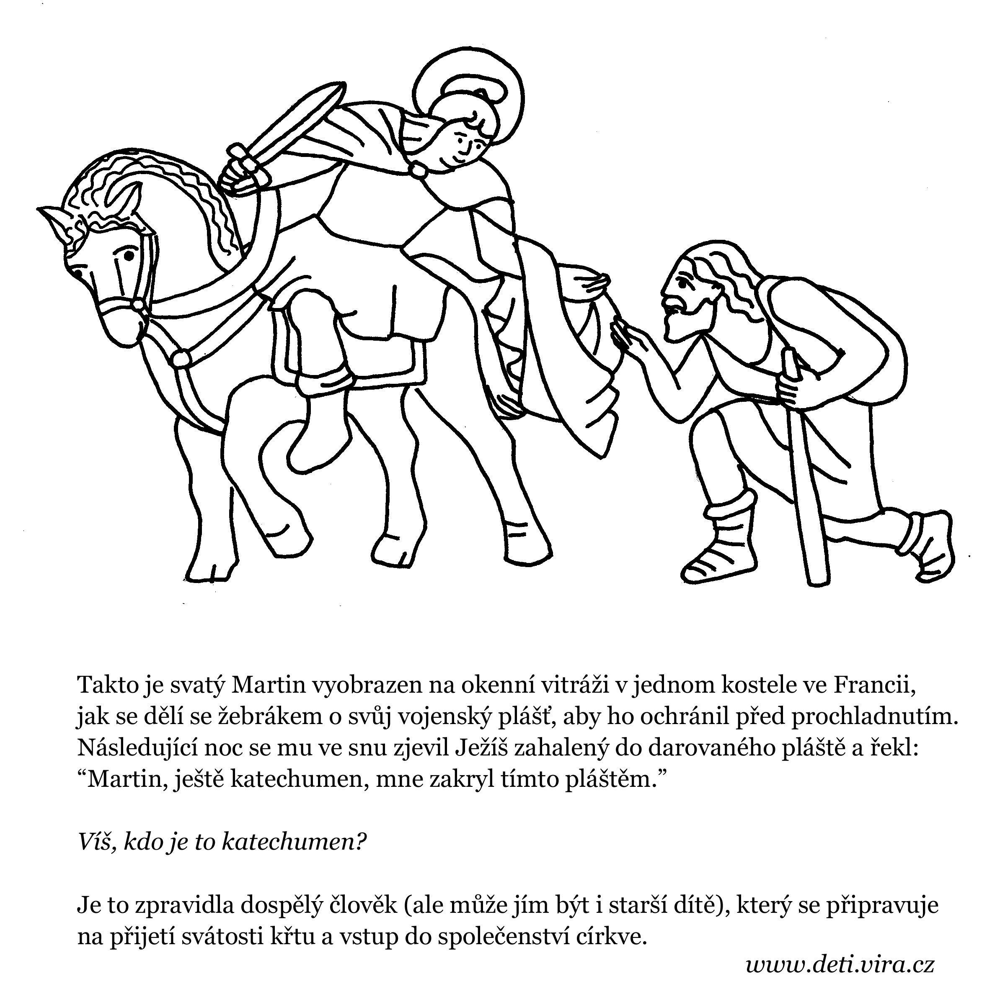 Takto je svatý Martin vyobrazen na okenní vitráži v jednom kostele ve Francii,
jak se dělí se žebrákem o svůj vojenský plášť, aby ho ochránil před prochladnutím.
Následující noc se mu ve snu zjevil Ježíš zahalený do darovaného pláště a řekl:
“Martin, ještě katechumen, mne zakryl tímto pláštěm.”
Víš, kdo je to katechumen?
Je to zpravidla dospělý člověk (ale může jím být i starší dítě), který se připravuje
na přijetí svátosti křtu a vstup do společenství církve.
www.deti.vira.cz